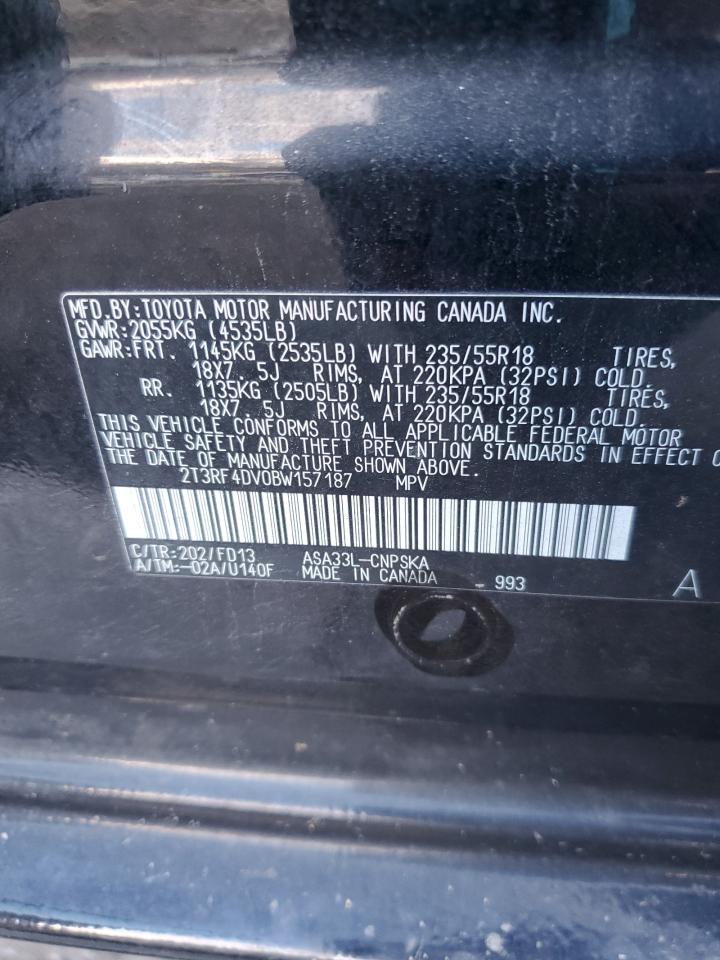 MFD.BY:TOYOTA MOTOR MANUFACTURING CANADA INC.
GVWR:2055KG (4535LB)
GAWR:FRT. 1145KG (2535LB) WITH 235/55R18 TIRES,
18X7. 5J RIMS, AT 220KPA (32PSI) COLD.
RR. 1135KG (2505LB) WITH 235/55R18 TIRES,
18X7. 5J RIMS, AT 220KPA (32PSI) COLD.
THIS VEHICLE CONFORMS TO ALL APPLICABLE FEDERAL MOTOR
VEHICLE SAFETY AND THEFT PREVENTION STANDARDS IN EFFECT
THE DATE OF MANUFACTURE SHOWN ABOVE.
2T3RF4DV0BW157187 MPV
C/TR:202/FD13 ASA33L-CNPSKA
A/TM:-02A/U140F MADE IN CANADA - 993 A